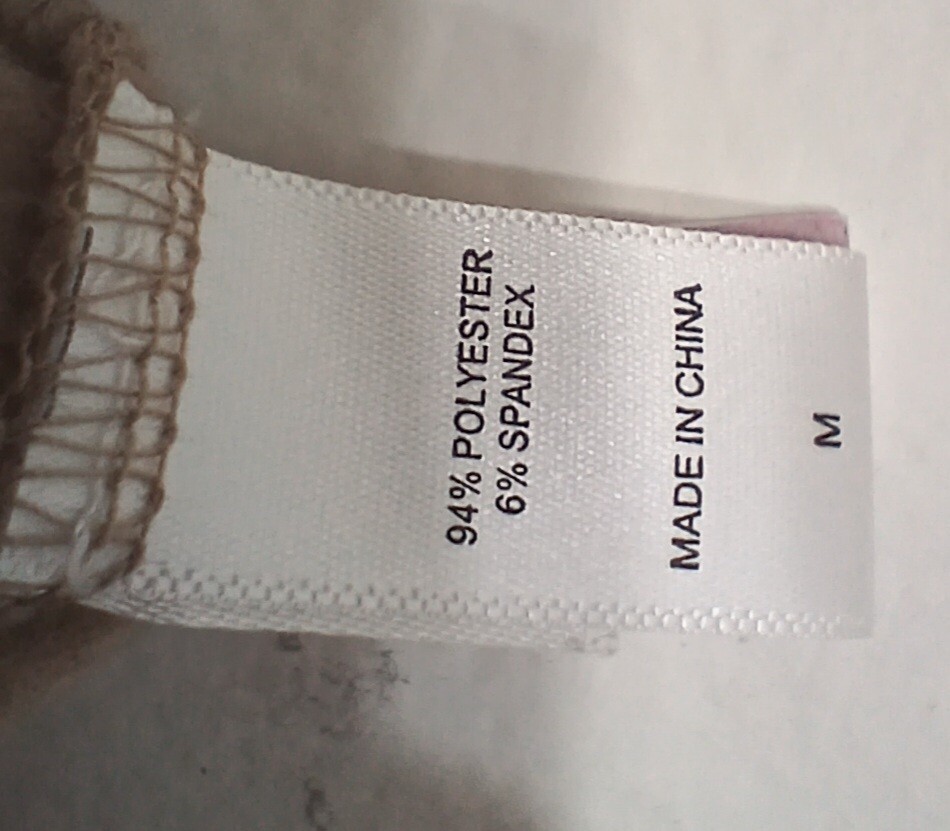 94% POLYESTER
6% SPANDEX
MADE IN CHINA
M